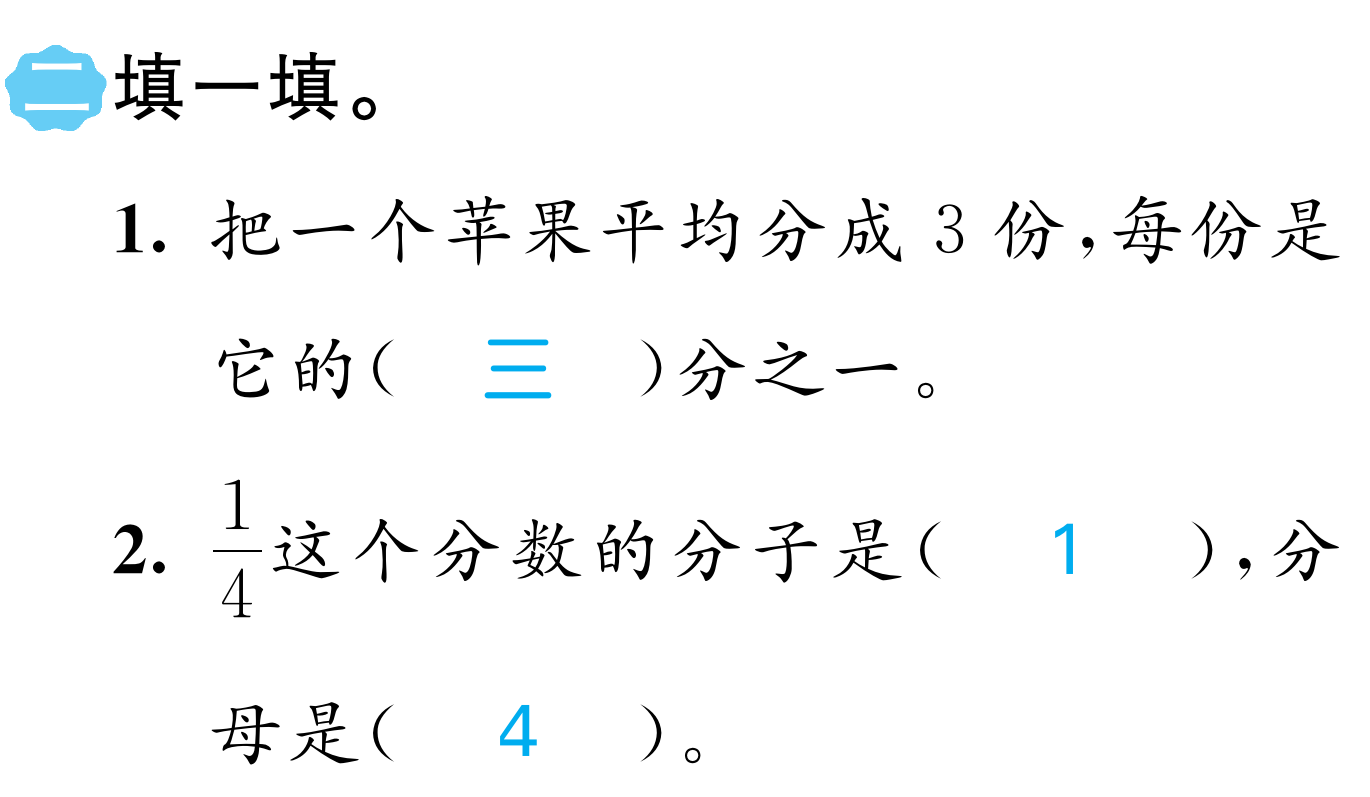 二 填一填。
1. 把一个苹果平均分成 3 份,每份是
它的( 三 )分之一。
2. 1/4这个分数的分子是( 1 ),分
母是( 4 )。